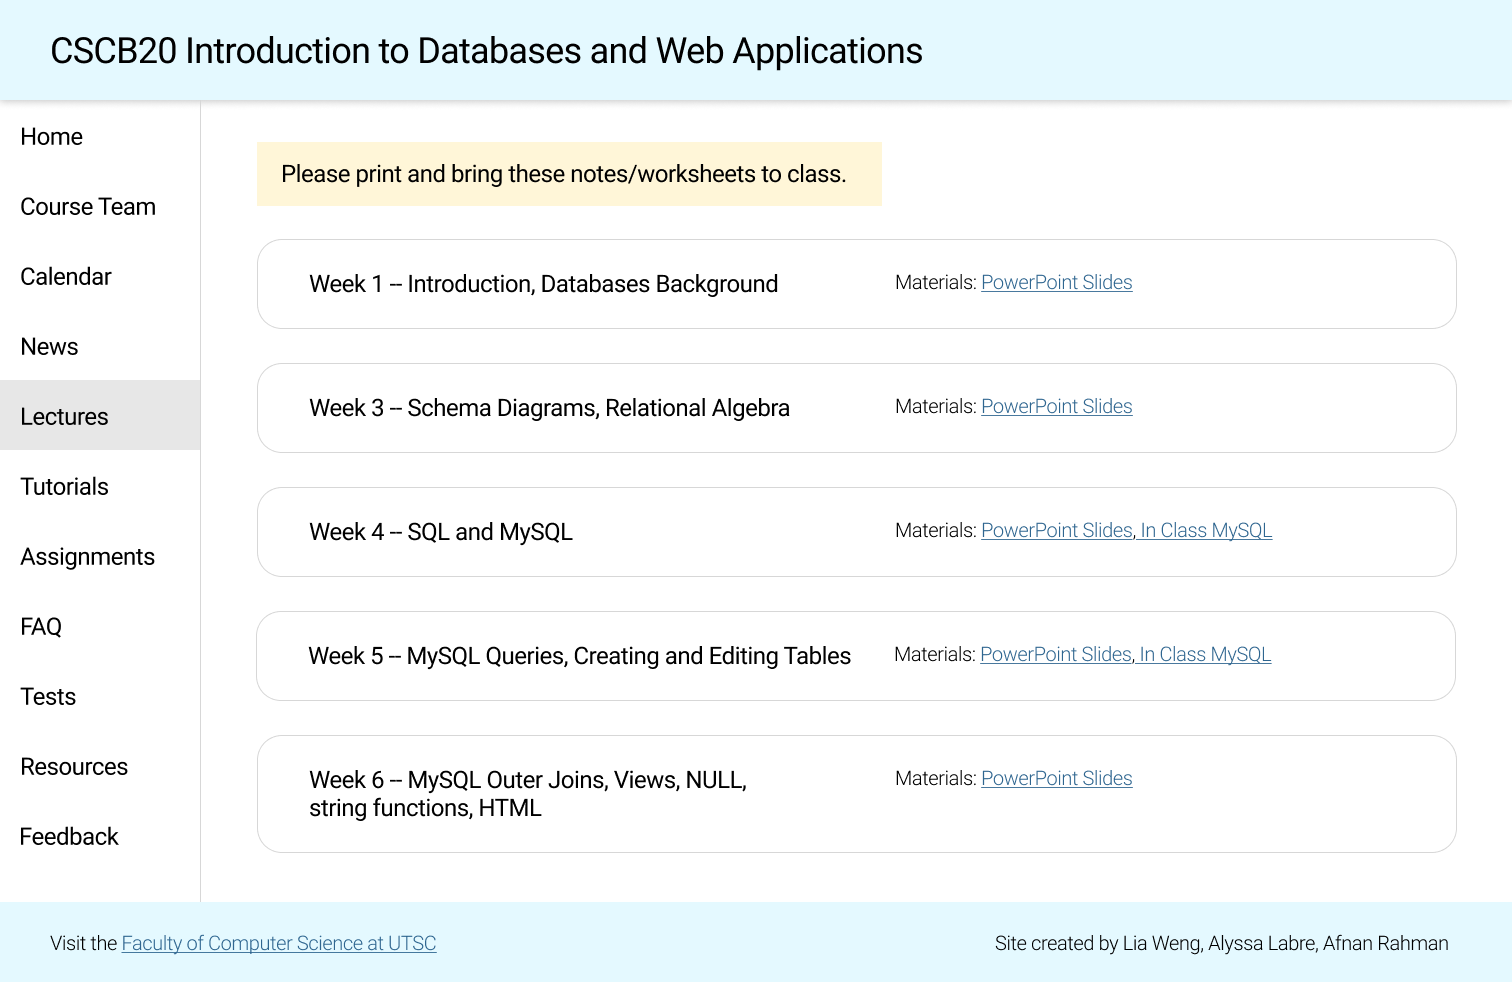 CSCB20 Introduction to Databases and Web Applications
Home
Course Team
Calendar
News
Lectures
Tutorials
Assignments
FAQ
Tests
Resources
Feedback
Please print and bring these notes/worksheets to class.
Week 1 -- Introduction, Databases Background
Materials: PowerPoint Slides
Week 3 -- Schema Diagrams, Relational Algebra
Materials: PowerPoint Slides
Week 4 -- SQL and MySQL
Materials: PowerPoint Slides, In Class MySQL
Week 5 -- MySQL Queries, Creating and Editing Tables
Materials: PowerPoint Slides, In Class MySQL
Week 6 -- MySQL Outer Joins, Views, NULL,
string functions, HTML
Materials: PowerPoint Slides
Visit the Faculty of Computer Science at UTSC
Site created by Lia Weng, Alyssa Labre, Afnan Rahman